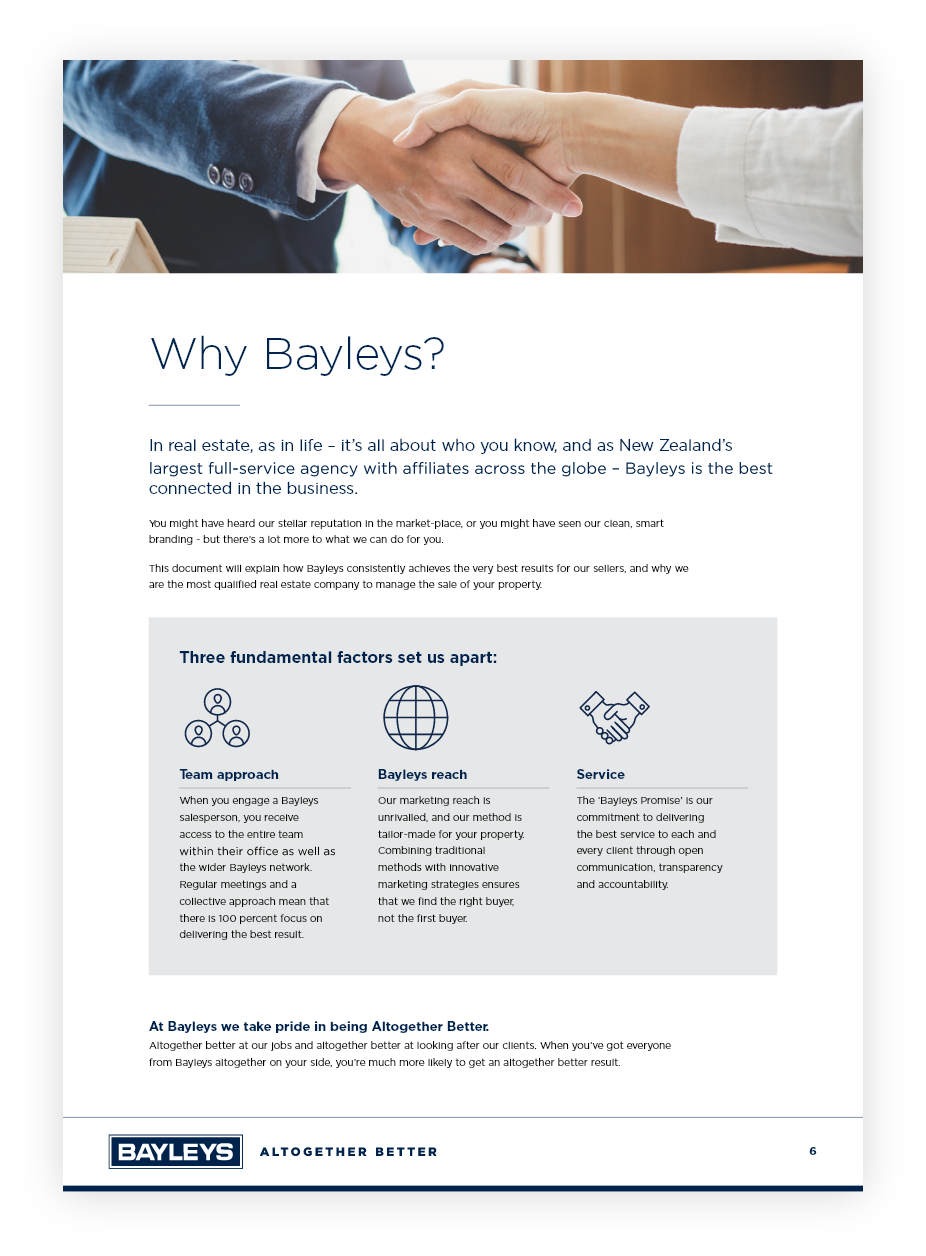 Why Bayleys?
In real estate, as in life – it's all about who you know, and as New Zealand's
largest full-service agency with affiliates across the globe – Bayleys is the best
connected in the business.
You might have heard our stellar reputation in the market-place, or you might have seen our clean, smart
branding - but there's a lot more to what we can do for you.
This document will explain how Bayleys consistently achieves the very best results for our sellers, and why we
are the most qualified real estate company to manage the sale of your property.
Three fundamental factors set us apart:
Team approach
When you engage a Bayleys
salesperson, you receive
access to the entire team
within their office as well as
the wider Bayleys network.
Regular meetings and a
collective approach mean that
there is 100 percent focus on
delivering the best result.
Bayleys reach
Our marketing reach is
unrivalled, and our method is
tailor-made for your property.
Combining traditional
methods with innovative
marketing strategies ensures
that we find the right buyer,
not the first buyer.
Service
The 'Bayleys Promise' is our
commitment to delivering
the best service to each and
every client through open
communication, transparency
and accountability.
At Bayleys we take pride in being Altogether Better.
Altogether better at our jobs and altogether better at looking after our clients. When you've got everyone
from Bayleys altogether on your side, you're much more likely to get an altogether better result.
BAYLEYS ALTOGETHER BETTER 6